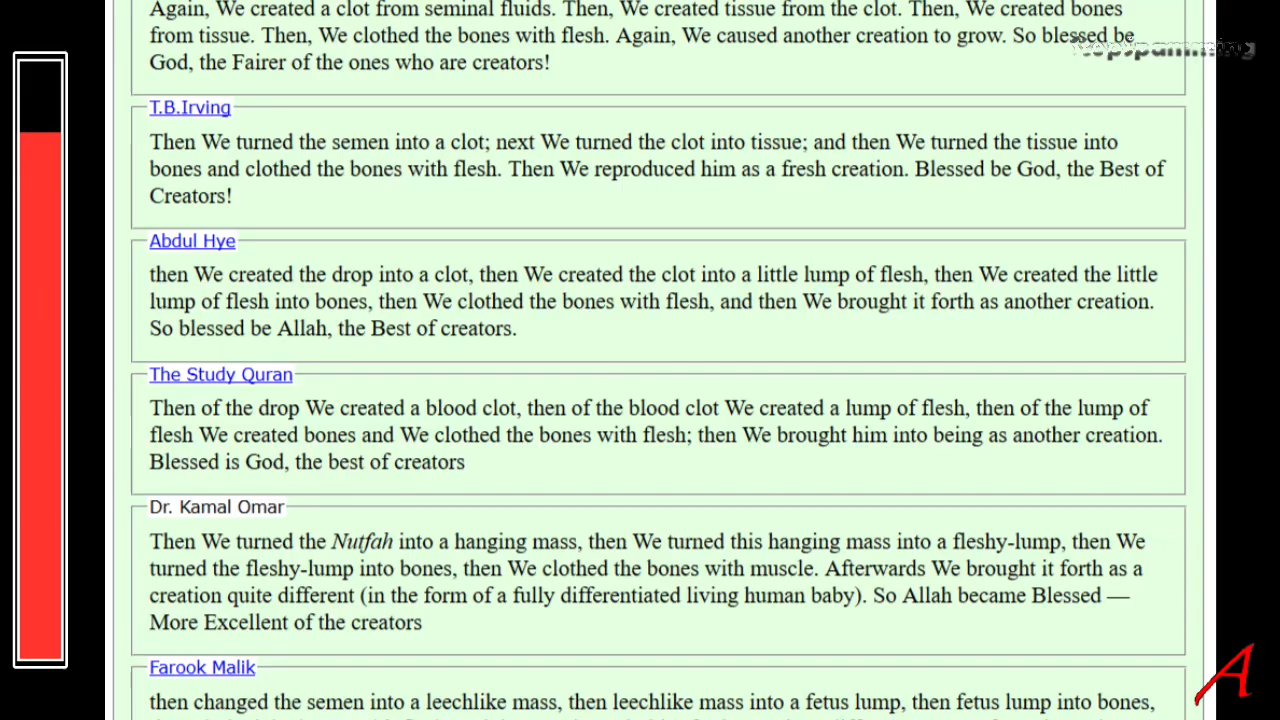 Again, We created a clot from seminal fluids. Then, We created tissue from the clot. Then, We created bones
from tissue. Then, We clothed the bones with flesh. Again, We caused another creation to grow. So blessed be
God, the Fairer of the ones who are creators!
T.B.Irving
Then We turned the semen into a clot; next We turned the clot into tissue; and then We turned the tissue into
bones and clothed the bones with flesh. Then We reproduced him as a fresh creation. Blessed be God, the Best of
Creators!
Abdul Hye
then We created the drop into a clot, then We created the clot into a little lump of flesh, then We created the little
lump of flesh into bones, then We clothed the bones with flesh, and then We brought it forth as another creation.
So blessed be Allah, the Best of creators.
The Study Quran
Then of the drop We created a blood clot, then of the blood clot We created a lump of flesh, then of the lump of
flesh We created bones and We clothed the bones with flesh; then We brought him into being as another creation.
Blessed is God, the best of creators
Dr. Kamal Omar
Then We turned the Nutfah into a hanging mass, then We turned this hanging mass into a fleshy-lump, then We
turned the fleshy-lump into bones, then We clothed the bones with muscle. Afterwards We brought it forth as a
creation quite different (in the form of a fully differentiated living human baby). So Allah became Blessed —
More Excellent of the creators
Farook Malik
then changed the semen into a leechlike mass, then leechlike mass into a fetus lump, then fetus lump into bones,
A